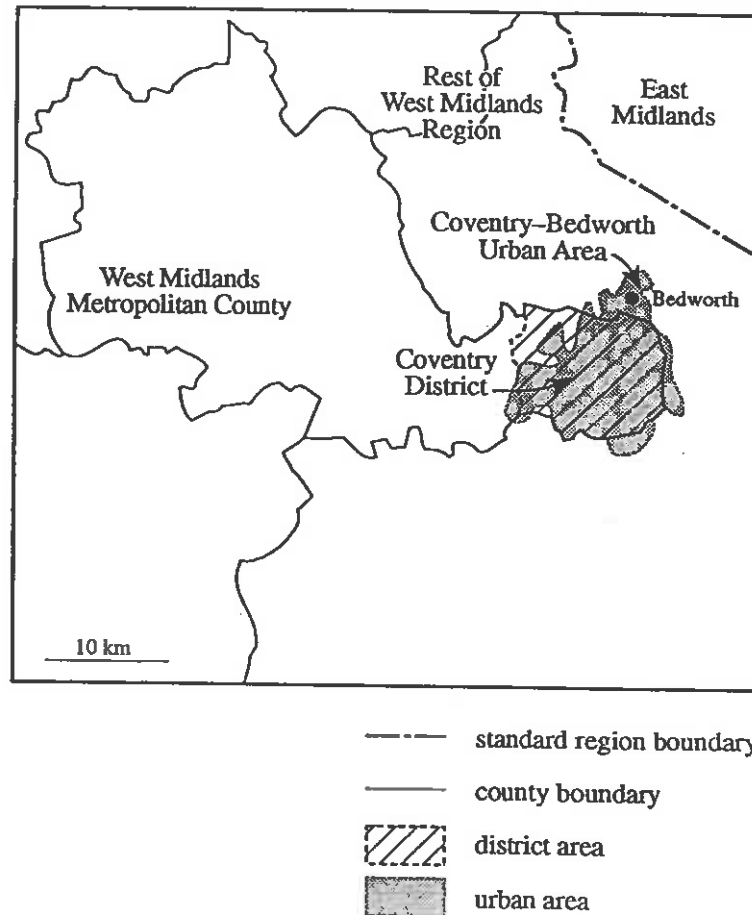 Rest of
West Midlands
Region
East
Midlands
Coventry–Bedworth
Urban Area
Bedworth
West Midlands
Metropolitan County
Coventry
District
10 km
standard region boundary
county boundary
district area
urban area